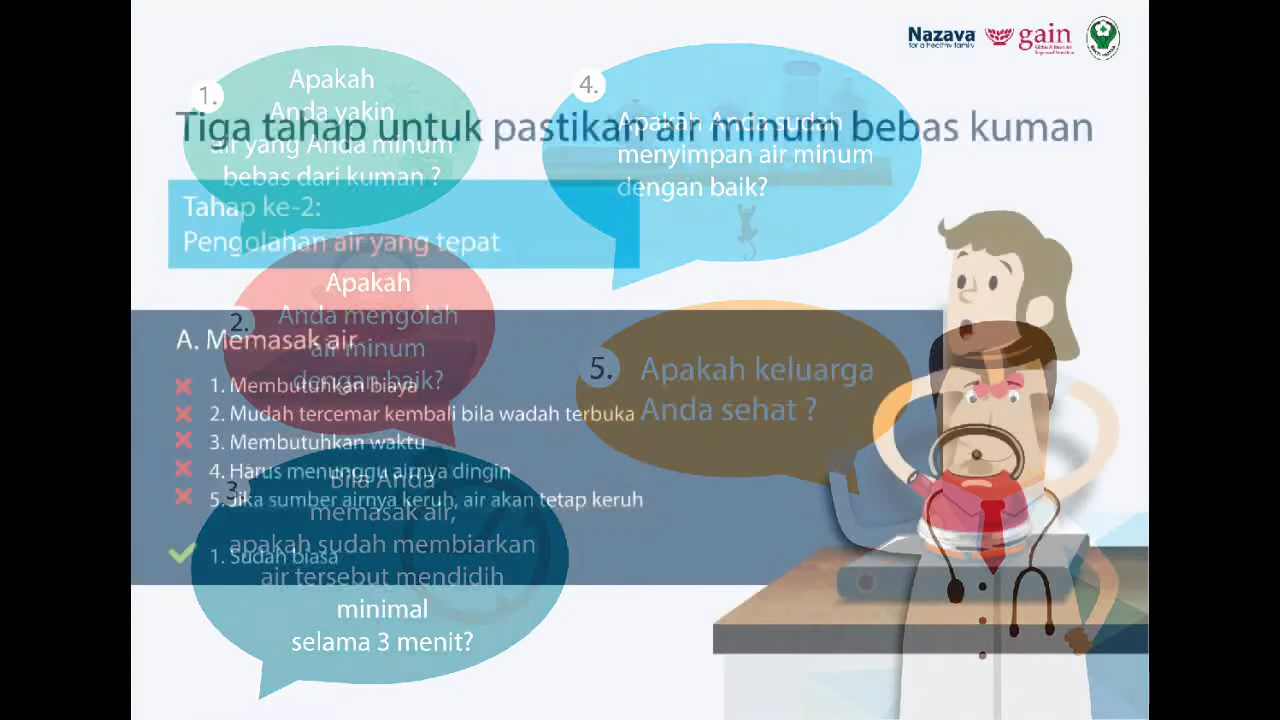 Nazava
for a healthy family
gain
Tiga tahap untuk pastikan air minum bebas kuman
Tahap ke-2:
Pengolahan air yang tepat
A. Memasak air
1. Membutuhkan biaya
2. Mudah tercemar kembali bila wadah terbuka
3. Membutuhkan waktu
4. Harus menunggu airnya dingin
5. Jika sumber airnya keruh, air akan tetap keruh
1. Sudah biasa
1.
Apakah
Anda yakin
air yang Anda minum
bebas dari kuman ?
2.
Apakah
Anda mengolah
air minum
dengan baik?
3.
Bila Anda
memasak air,
apakah sudah membiarkan
air tersebut mendidih
minimal
selama 3 menit?
4.
Apakah Anda sudah
menyimpan air minum
dengan baik?
5.
Apakah keluarga
Anda sehat ?